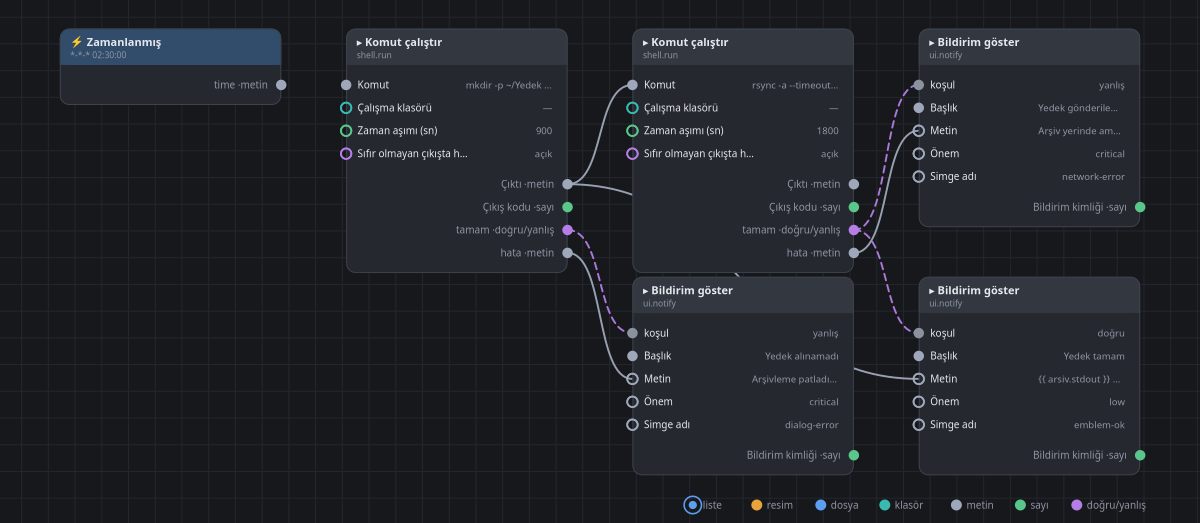 ⚡ Zamanlanmış
*-*-* 02:30:00
time ·metin
▸ Komut çalıştır
shell.run
Komut mkdir -p ~/Yedek ...
Çalışma klasörü —
Zaman aşımı (sn) 900
Sıfır olmayan çıkışta h... açık
Çıktı ·metin
Çıkış kodu ·sayı
tamam ·doğru/yanlış
hata ·metin
▸ Komut çalıştır
shell.run
Komut rsync -a --timeout...
Çalışma klasörü —
Zaman aşımı (sn) 1800
Sıfır olmayan çıkışta h... açık
Çıktı ·metin
Çıkış kodu ·sayı
tamam ·doğru/yanlış
hata ·metin
▸ Bildirim göster
ui.notify
koşul yanlış
Başlık Yedek gönderile...
Metin Arşiv yerinde am...
Önem critical
Simge adı network-error
Bildirim kimliği ·sayı
▸ Bildirim göster
ui.notify
koşul yanlış
Başlık Yedek alınamadı
Metin Arşivleme patladı...
Önem critical
Simge adı dialog-error
Bildirim kimliği ·sayı
▸ Bildirim göster
ui.notify
koşul doğru
Başlık Yedek tamam
Metin {{ arsiv.stdout }} ...
Önem low
Simge adı emblem-ok
Bildirim kimliği ·sayı
liste resim dosya klasör metin sayı doğru/yanlış